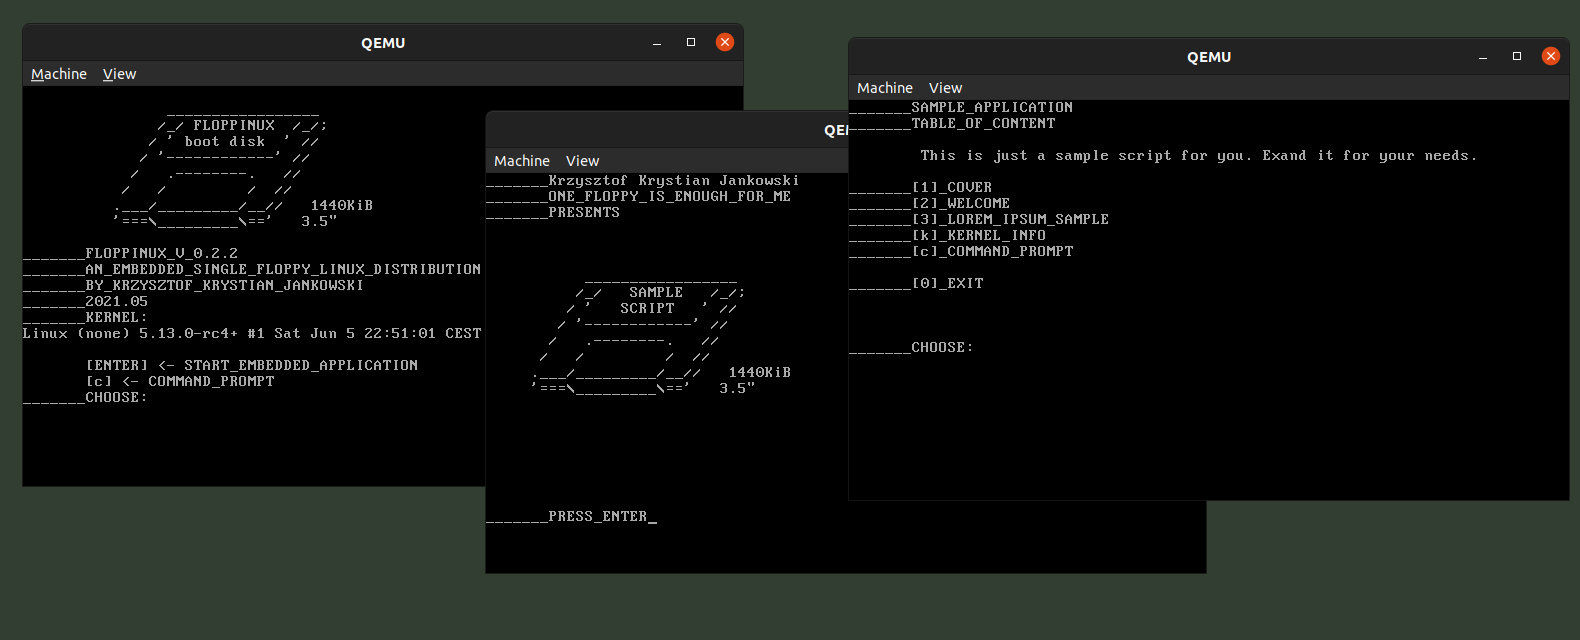 QEMU
Machine View
/_/ FLOPPINUX /_/;
/ ' boot disk ' //
/ '------------' //
/ .--------. //
/ / / //
.___/_________/__// 1440KiB
'===\_________\==' 3.5"
_______FLOPPINUX_V_0.2.2
_______AN_EMBEDDED_SINGLE_FLOPPY_LINUX_DISTRIBUTION
_______BY_KRZYSZTOF_KRYSTIAN_JANKOWSKI
_______2021.05
_______KERNEL:
Linux (none) 5.13.0-rc4+ #1 Sat Jun 5 22:51:01 CEST
[ENTER] <- START_EMBEDDED_APPLICATION
[c] <- COMMAND_PROMPT
_______CHOOSE:
QE
Machine View
_______Krzysztof Krystian Jankowski
_______ONE_FLOPPY_IS_ENOUGH_FOR_ME
_______PRESENTS
/_/ SAMPLE /_/;
/ ' SCRIPT ' //
/ '------------' //
/ .--------. //
/ / / //
.___/_________/__// 1440KiB
'===\_________\==' 3.5"
_______PRESS_ENTER_
QEMU
Machine View
_______SAMPLE_APPLICATION
_______TABLE_OF_CONTENT
This is just a sample script for you. Exand it for your needs.
_______[1]_COVER
_______[2]_WELCOME
_______[3]_LOREM_IPSUM_SAMPLE
_______[k]_KERNEL_INFO
_______[c]_COMMAND_PROMPT
_______[0]_EXIT
_______CHOOSE: